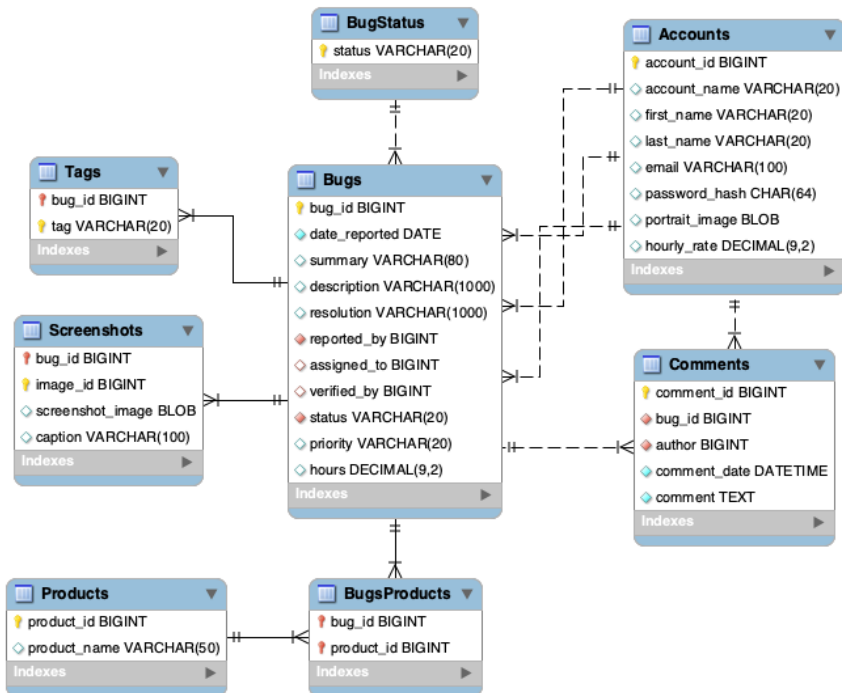 BugStatus
status VARCHAR(20)
Indexes
Accounts
account_id BIGINT
account_name VARCHAR(20)
first_name VARCHAR(20)
last_name VARCHAR(20)
email VARCHAR(100)
password_hash CHAR(64)
portrait_image BLOB
hourly_rate DECIMAL(9,2)
Indexes
Tags
bug_id BIGINT
tag VARCHAR(20)
Indexes
Bugs
bug_id BIGINT
date_reported DATE
summary VARCHAR(80)
description VARCHAR(1000)
resolution VARCHAR(1000)
reported_by BIGINT
assigned_to BIGINT
verified_by BIGINT
status VARCHAR(20)
priority VARCHAR(20)
hours DECIMAL(9,2)
Indexes
Screenshots
bug_id BIGINT
image_id BIGINT
screenshot_image BLOB
caption VARCHAR(100)
Indexes
Comments
comment_id BIGINT
bug_id BIGINT
author BIGINT
comment_date DATETIME
comment TEXT
Indexes
Products
product_id BIGINT
product_name VARCHAR(50)
Indexes
BugsProducts
bug_id BIGINT
product_id BIGINT
Indexes